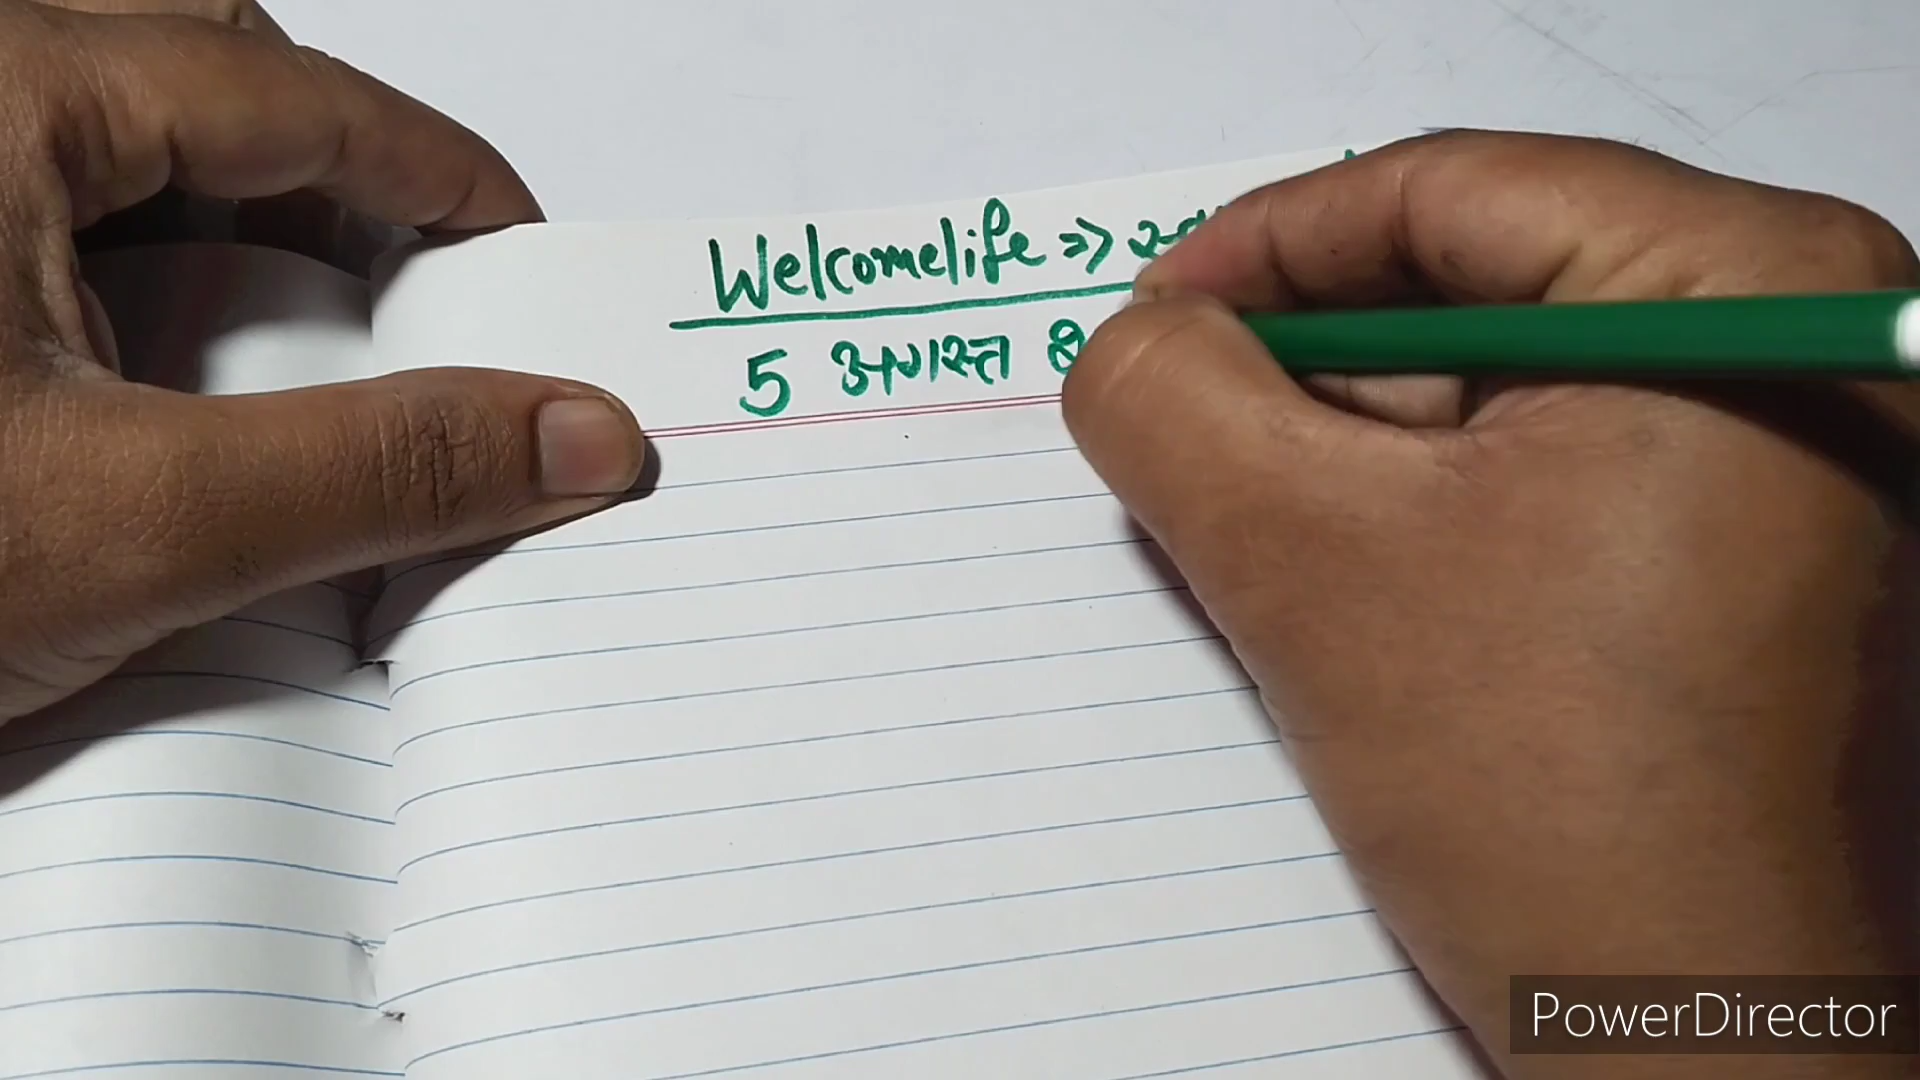 Welcomelife =>
5 अगस्त
PowerDirector